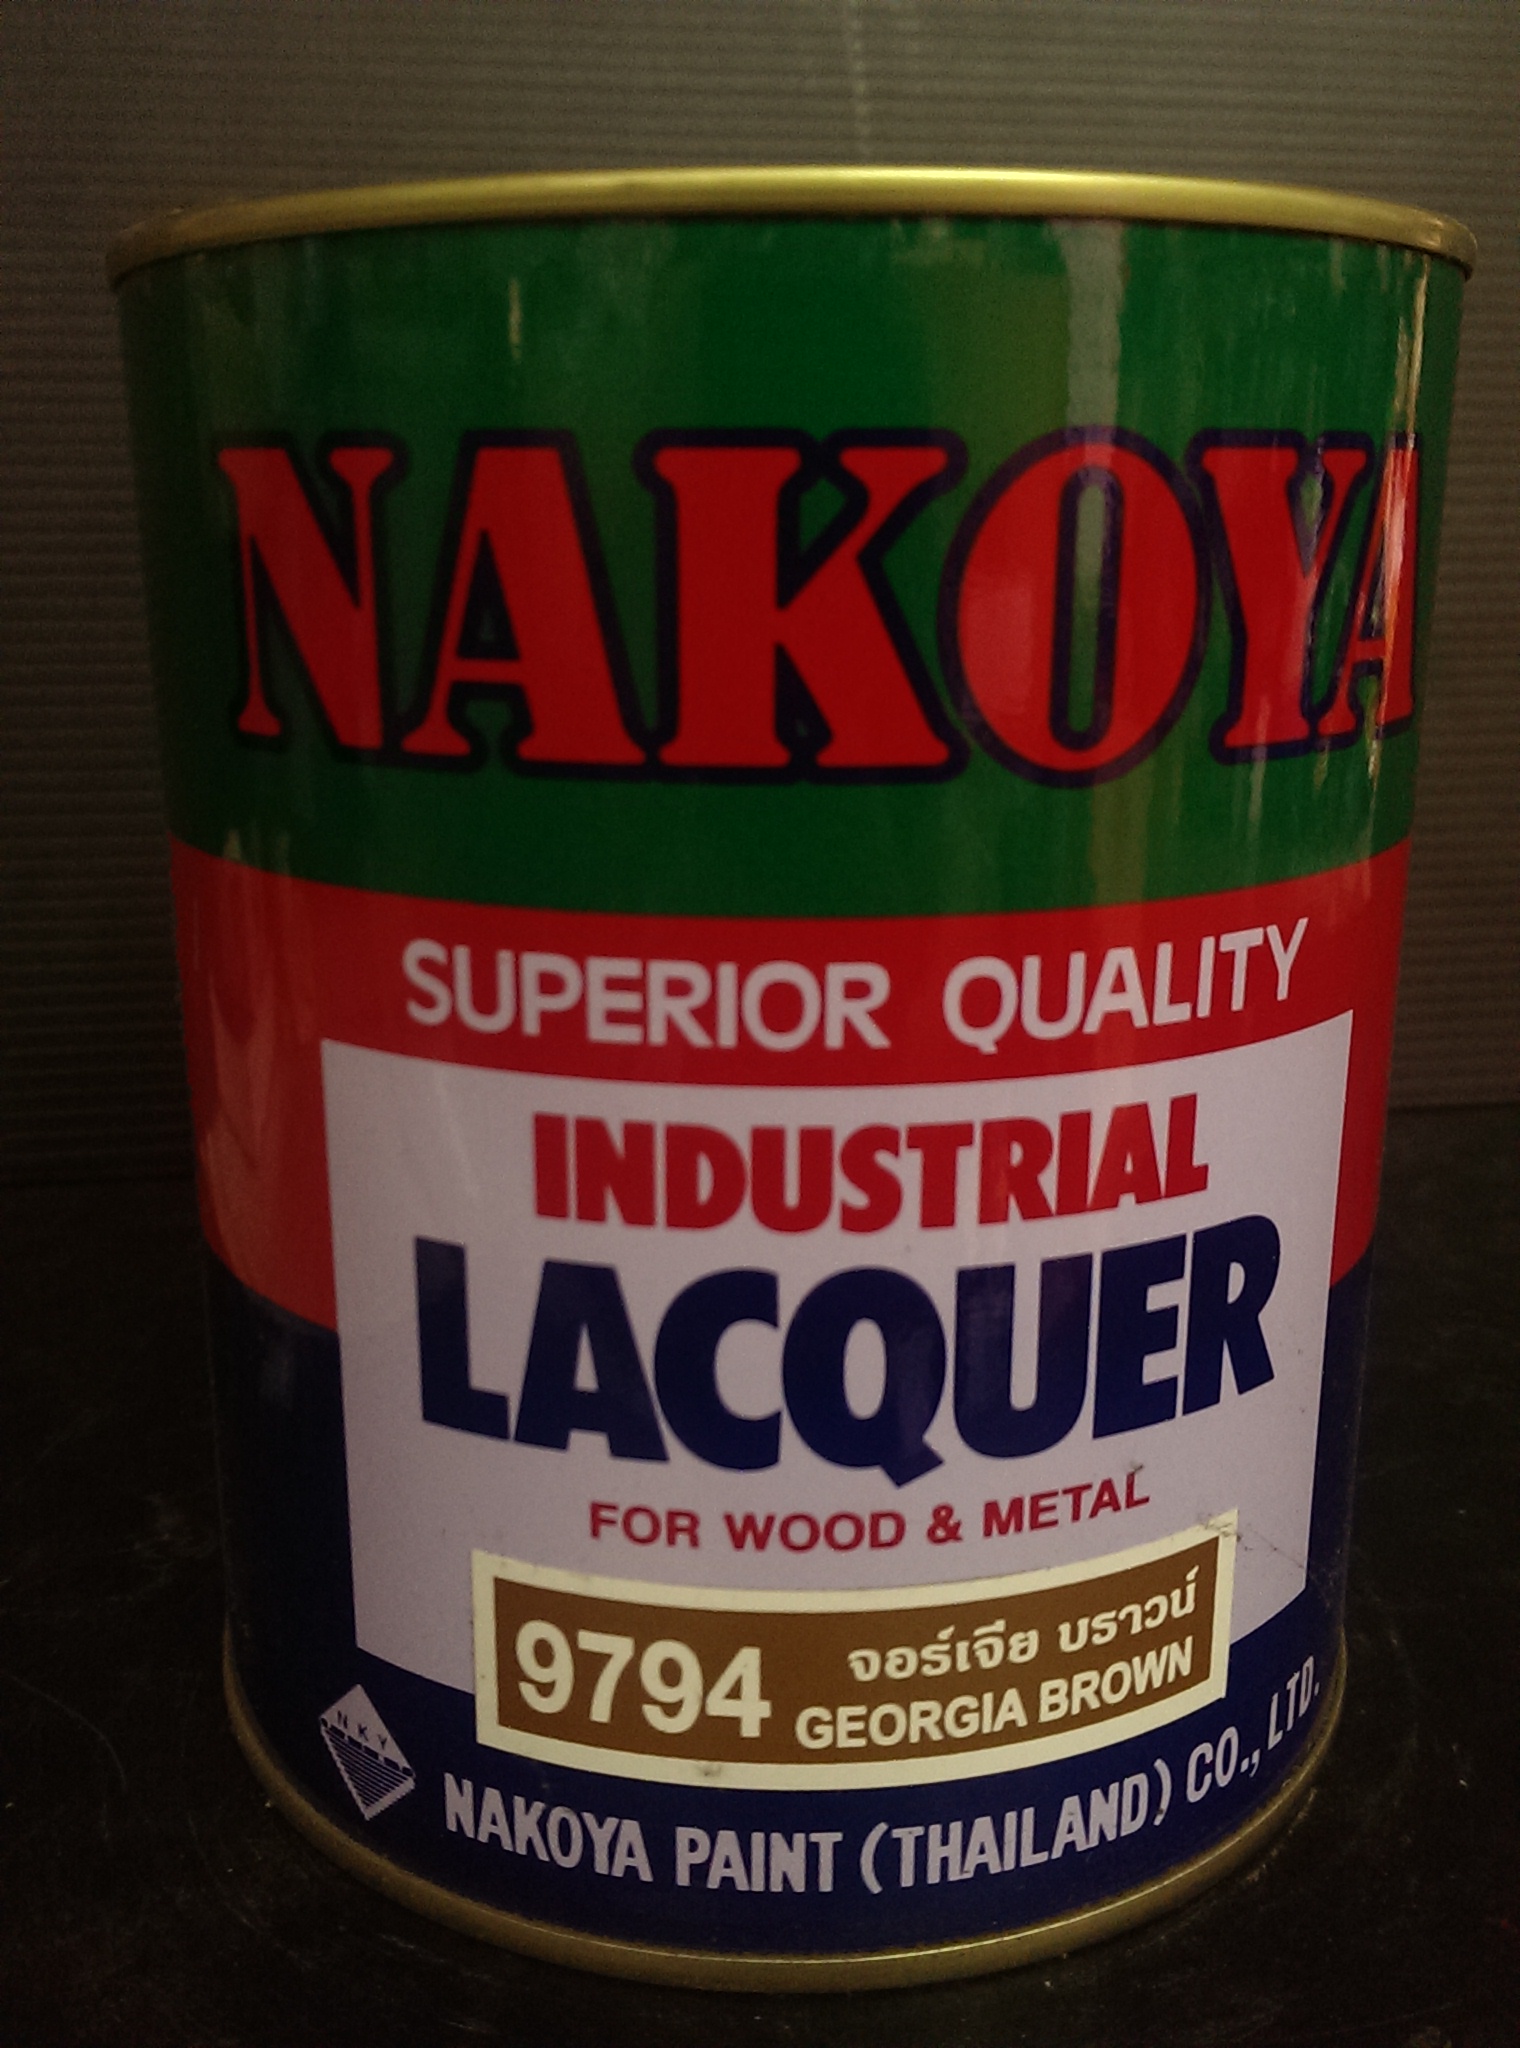 NAKOYA
SUPERIOR QUALITY
INDUSTRIAL
LACQUER
FOR WOOD & METAL
9794
จอร์เจีย บราวน์
GEORGIA BROWN
NKY
NAKOYA PAINT (THAILAND) CO., LTD.